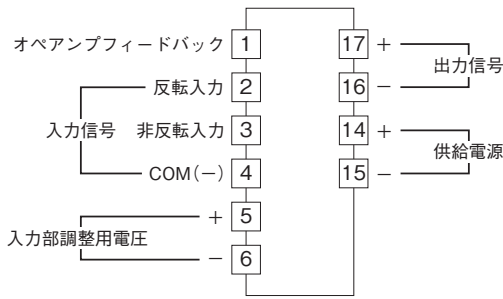 オペアンプフィードバック 1
反転入力 2
入力信号
非反転入力 3
COM(−) 4
+ 5
入力部調整用電圧
− 6
17 +
出力信号
16 −
14 +
供給電源
15 −